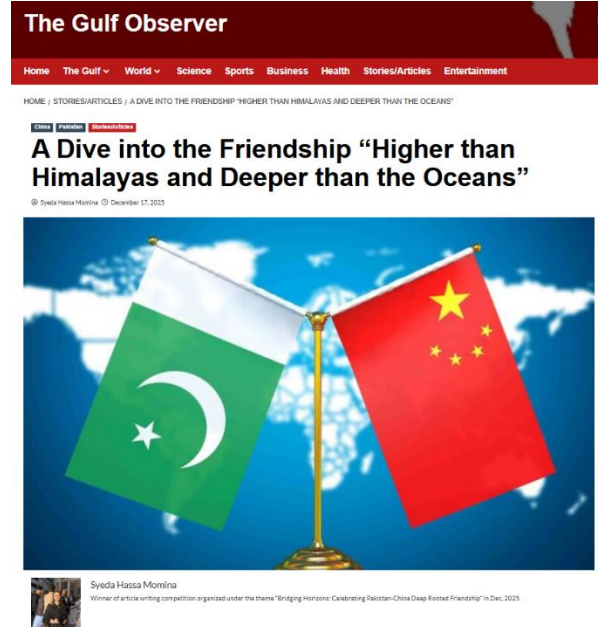 The Gulf Observer
Home The Gulf World Science Sports Business Health Stories/Articles Entertainment
HOME / STORIES/ARTICLES / A DIVE INTO THE FRIENDSHIP “HIGHER THAN HIMALAYAS AND DEEPER THAN THE OCEANS”
China Pakistan Stories/Articles
A Dive into the Friendship “Higher than
Himalayas and Deeper than the Oceans”
Syeda Hassa Momina December 17, 2025
Syeda Hassa Momina
Winner of article writing competition organized under the theme "Bridging Horizons: Celebrating Pakistan-China Deep Rooted Friendship" in Dec, 2025.